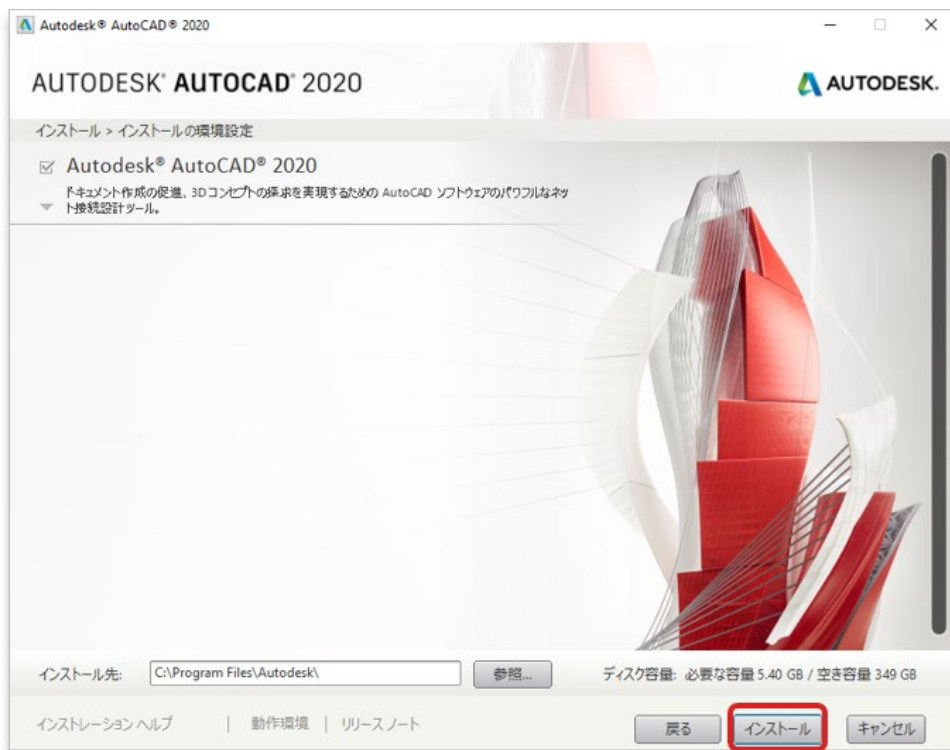 Autodesk® AutoCAD® 2020
AUTODESK® AUTOCAD® 2020
AUTODESK.
インストール > インストールの環境設定
Autodesk® AutoCAD® 2020
ドキュメント作成の促進、3D コンセプトの探求を実現するための AutoCAD ソフトウェアのパワフルなネッ
ト接続設計ツール。
インストール先:
C:\Program Files\Autodesk\
参照...
ディスク容量: 必要な容量 5.40 GB / 空き容量 349 GB
インストレーション ヘルプ | 動作環境 | リリース ノート
戻る
インストール
キャンセル